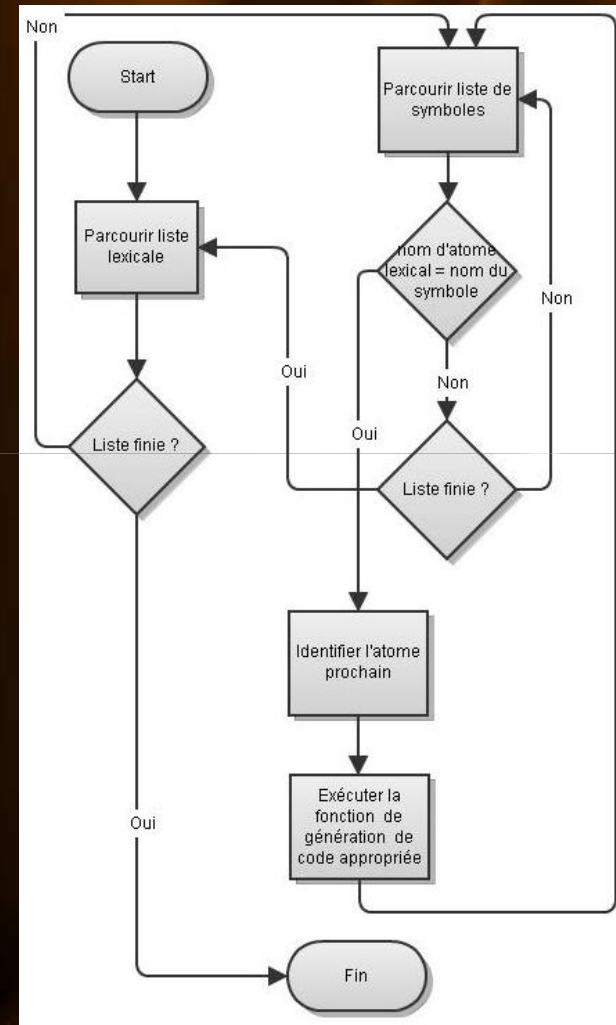 Non
Start
Parcourir liste de
symboles
Parcourir liste
lexicale
nom d'atome
lexical = nom du
symbole
Non
Oui
Non
Oui
Liste finie ?
Liste finie ?
Identifier l'atome
prochain
Exécuter la
fonction de
génération de
code appropriée
Oui
Fin